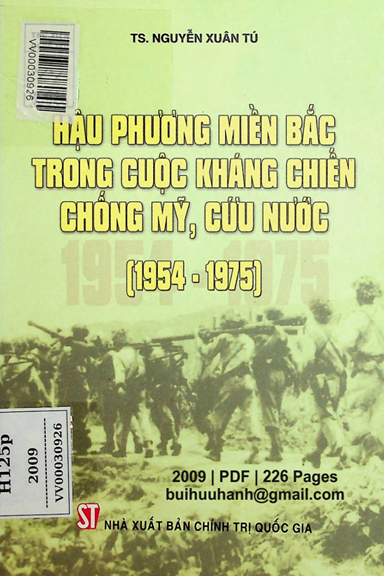 TS. NGUYỄN XUÂN TÚ
VV00030926
HẬU PHƯƠNG MIỀN BẮC
TRONG CUỘC KHÁNG CHIẾN
CHỐNG MỸ, CỨU NƯỚC
1954 - 1975
(1954 - 1975)
H125p
2009
VV00030926
2009 | PDF | 226 Pages
buihuuhanh@gmail.com
ST NHÀ XUẤT BẢN CHÍNH TRỊ QUỐC GIA